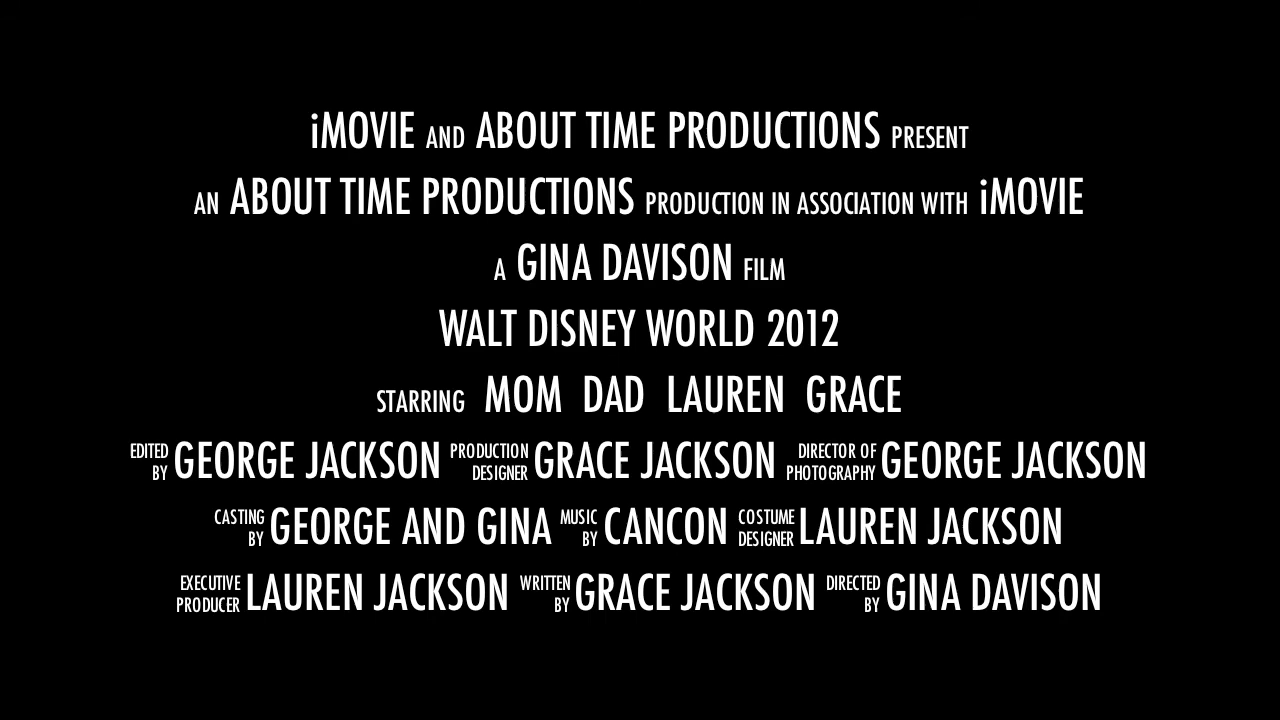 iMOVIE AND ABOUT TIME PRODUCTIONS PRESENT
AN ABOUT TIME PRODUCTIONS PRODUCTION IN ASSOCIATION WITH iMOVIE
A GINA DAVISON FILM
WALT DISNEY WORLD 2012
STARRING MOM DAD LAUREN GRACE
EDITED BY GEORGE JACKSON PRODUCTION DESIGNER GRACE JACKSON DIRECTOR OF PHOTOGRAPHY GEORGE JACKSON
CASTING BY GEORGE AND GINA MUSIC BY CANCON COSTUME DESIGNER LAUREN JACKSON
EXECUTIVE PRODUCER LAUREN JACKSON WRITTEN BY GRACE JACKSON DIRECTED BY GINA DAVISON